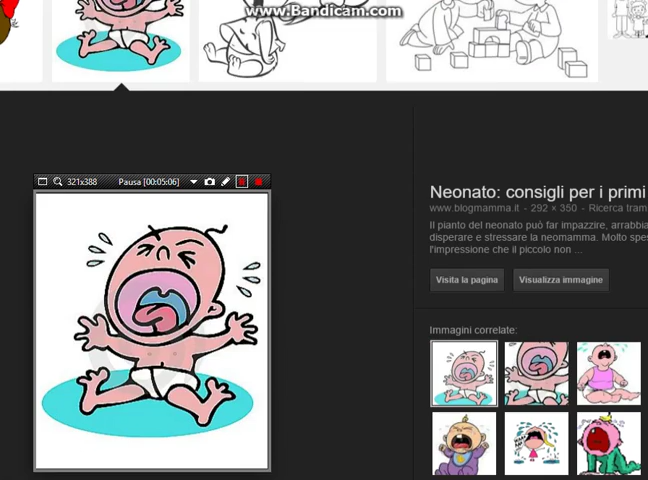 www.Bandicam.com
321x388 Pausa [00:05:06]
Neonato: consigli per i primi
www.blogmamma.it - 292 × 350 - Ricerca tram
Il pianto del neonato può far impazzire, arrabbia
disperare e stressare la neomamma. Molto spes
l'impressione che il piccolo non ...
Visita la pagina Visualizza immagine
Immagini correlate: